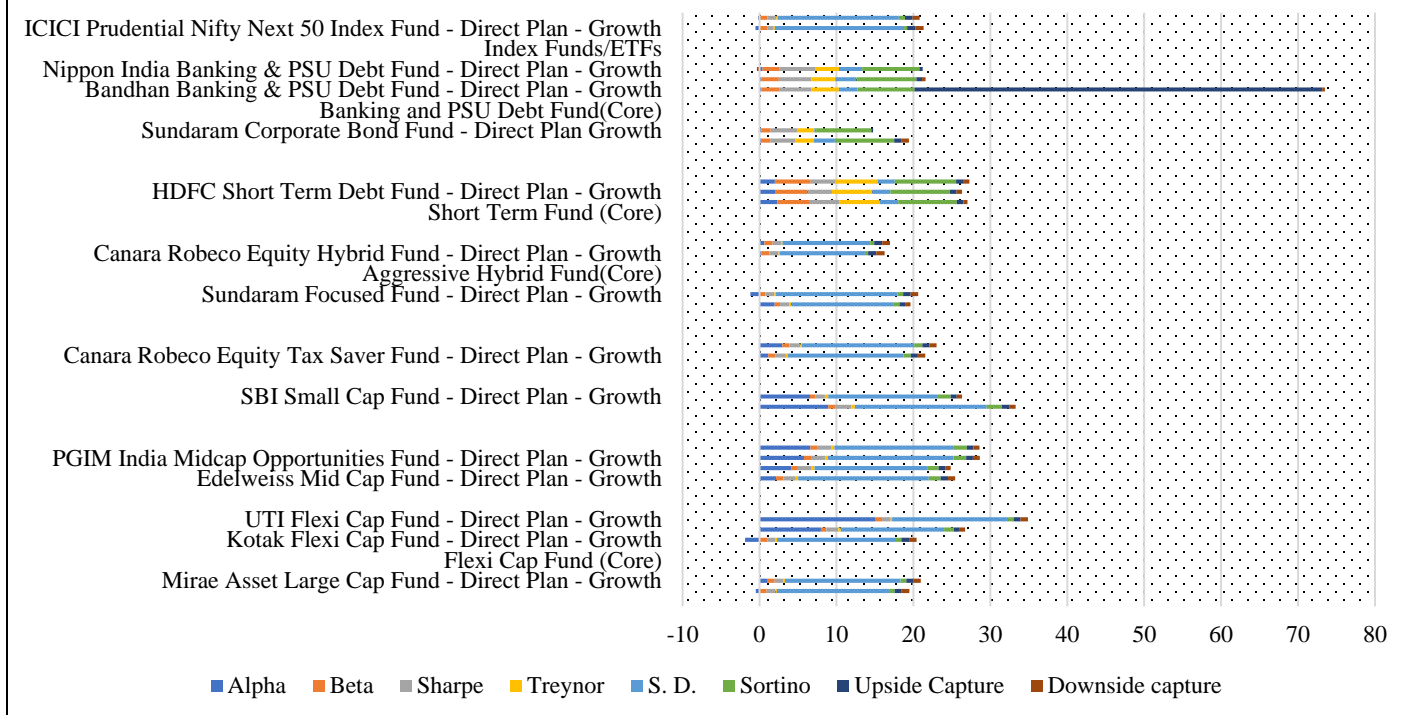 ICICI Prudential Nifty Next 50 Index Fund - Direct Plan - Growth
Index Funds/ETFs
Nippon India Banking & PSU Debt Fund - Direct Plan - Growth
Bandhan Banking & PSU Debt Fund - Direct Plan - Growth
Banking and PSU Debt Fund(Core)
Sundaram Corporate Bond Fund - Direct Plan Growth
HDFC Short Term Debt Fund - Direct Plan - Growth
Short Term Fund (Core)
Canara Robeco Equity Hybrid Fund - Direct Plan - Growth
Aggressive Hybrid Fund(Core)
Sundaram Focused Fund - Direct Plan - Growth
Canara Robeco Equity Tax Saver Fund - Direct Plan - Growth
SBI Small Cap Fund - Direct Plan - Growth
PGIM India Midcap Opportunities Fund - Direct Plan - Growth
Edelweiss Mid Cap Fund - Direct Plan - Growth
UTI Flexi Cap Fund - Direct Plan - Growth
Kotak Flexi Cap Fund - Direct Plan - Growth
Flexi Cap Fund (Core)
Mirae Asset Large Cap Fund - Direct Plan - Growth
-10 0 10 20 30 40 50 60 70 80
Alpha Beta Sharpe Treynor S. D. Sortino Upside Capture Downside capture